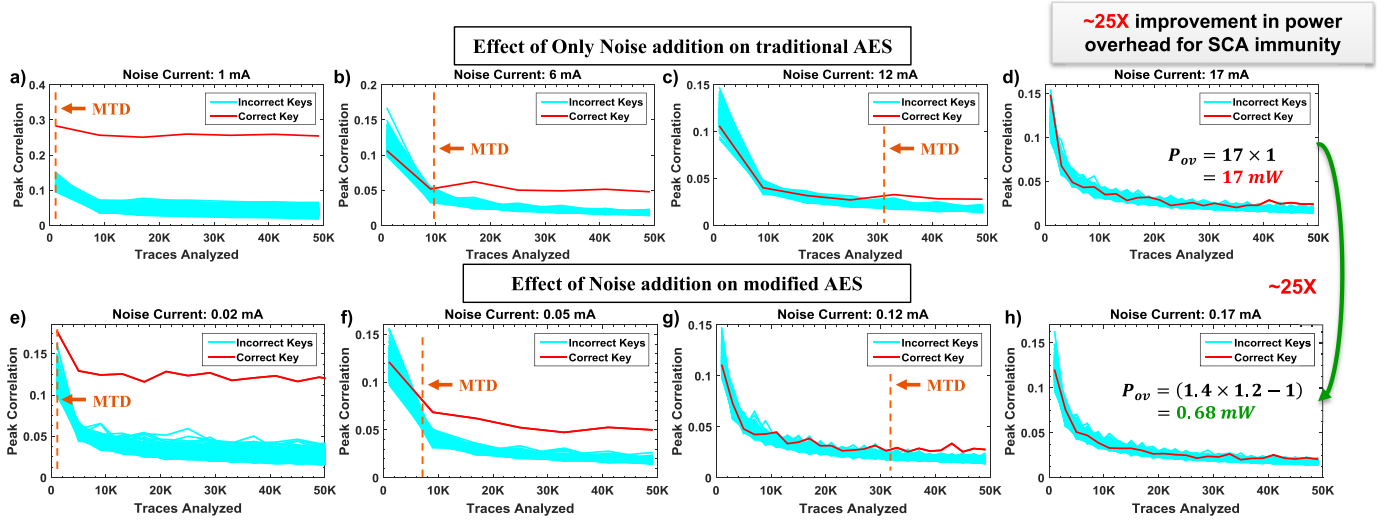 ~25X improvement in power
overhead for SCA immunity
Effect of Only Noise addition on traditional AES
a)
Noise Current: 1 mA
Peak Correlation
0.4
0.3
0.2
0.1
0
Incorrect Keys
Correct Key
MTD
0
10K
20K
30K
40K
50K
Traces Analyzed
b)
Noise Current: 6 mA
Peak Correlation
0.2
0.15
0.1
0.05
0
Incorrect Keys
Correct Key
MTD
0
10K
20K
30K
40K
50K
Traces Analyzed
c)
Noise Current: 12 mA
Peak Correlation
0.15
0.1
0.05
0
Incorrect Keys
Correct Key
MTD
0
10K
20K
30K
40K
50K
Traces Analyzed
d)
Noise Current: 17 mA
Peak Correlation
0.15
0.1
0.05
0
Incorrect Keys
Correct Key
P_ov = 17 × 1
= 17 mW
0
10K
20K
30K
40K
50K
Traces Analyzed
~25X
Effect of Noise addition on modified AES
e)
Noise Current: 0.02 mA
Peak Correlation
0.15
0.1
0.05
0
Incorrect Keys
Correct Key
MTD
0
10K
20K
30K
40K
50K
Traces Analyzed
f)
Noise Current: 0.05 mA
Peak Correlation
0.15
0.1
0.05
0
Incorrect Keys
Correct Key
MTD
0
10K
20K
30K
40K
50K
Traces Analyzed
g)
Noise Current: 0.12 mA
Peak Correlation
0.15
0.1
0.05
0
Incorrect Keys
Correct Key
MTD
0
10K
20K
30K
40K
50K
Traces Analyzed
h)
Noise Current: 0.17 mA
Peak Correlation
0.15
0.1
0.05
0
Incorrect Keys
Correct Key
P_ov = (1.4 × 1.2 − 1)
= 0.68 mW
0
10K
20K
30K
40K
50K
Traces Analyzed